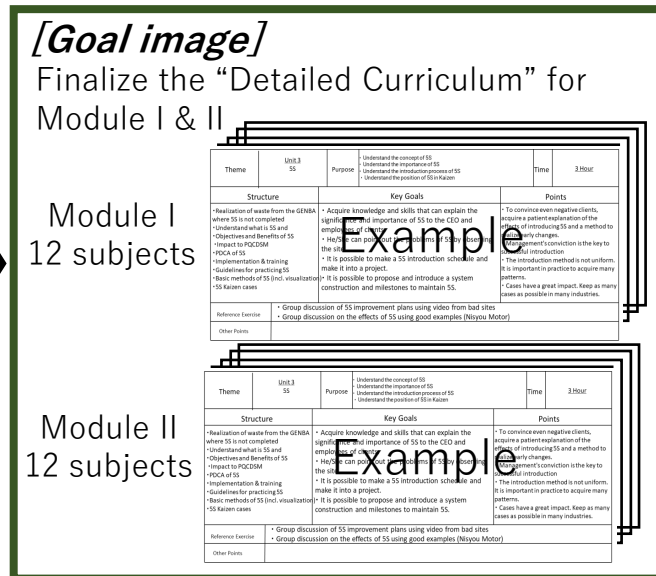 [Goal image]
Finalize the “Detailed Curriculum” for
Module I & II
Module I
12 subjects
Theme
Unit 3
5S
Purpose
・Understand the concept of 5S
・Understand the importance of 5S
・Understand the introduction process of 5S
・Understand the position of 5S in Kaizen
Time
3 Hour
Structure
Key Goals
Points
・Realization of waste from the GENBA
where 5S is not completed
・Understand what is 5S and
・Objectives and Benefits of 5S
・Impact to PQCDSM
・PDCA of 5S
・Implementation & training
・Guidelines for practicing 5S
・Basic methods of 5S (incl. visualization)
・5S Kaizen cases
・Acquire knowledge and skills that can explain the
significance and importance of 5S to the CEO and
employees of clients
・He/She can point out the problems of 5S by observing
the site
・It is possible to make a 5S introduction schedule and
make it into a project.
・It is possible to propose and introduce a system
construction and milestones to maintain 5S.
・To convince even negative clients,
acquire a patient explanation of the
effects of introducing 5S and a method to
realize early changes.
・Management's conviction is the key to
successful introduction
・The introduction method is not uniform.
It is important in practice to acquire many
patterns.
・Cases have a great impact. Keep as many
cases as possible in many industries.
Example
Reference Exercise
・Group discussion of 5S improvement plans using video from bad sites
・Group discussion on the effects of 5S using good examples (Nisyou Motor)
Other Points
Module II
12 subjects
Theme
Unit 3
5S
Purpose
・Understand the concept of 5S
・Understand the importance of 5S
・Understand the introduction process of 5S
・Understand the position of 5S in Kaizen
Time
3 Hour
Structure
Key Goals
Points
・Realization of waste from the GENBA
where 5S is not completed
・Understand what is 5S and
・Objectives and Benefits of 5S
・Impact to PQCDSM
・PDCA of 5S
・Implementation & training
・Guidelines for practicing 5S
・Basic methods of 5S (incl. visualization)
・5S Kaizen cases
・Acquire knowledge and skills that can explain the
significance and importance of 5S to the CEO and
employees of clients
・He/She can point out the problems of 5S by observing
the site
・It is possible to make a 5S introduction schedule and
make it into a project.
・It is possible to propose and introduce a system
construction and milestones to maintain 5S.
・To convince even negative clients,
acquire a patient explanation of the
effects of introducing 5S and a method to
realize early changes.
・Management's conviction is the key to
successful introduction
・The introduction method is not uniform.
It is important in practice to acquire many
patterns.
・Cases have a great impact. Keep as many
cases as possible in many industries.
Example
Reference Exercise
・Group discussion of 5S improvement plans using video from bad sites
・Group discussion on the effects of 5S using good examples (Nisyou Motor)
Other Points